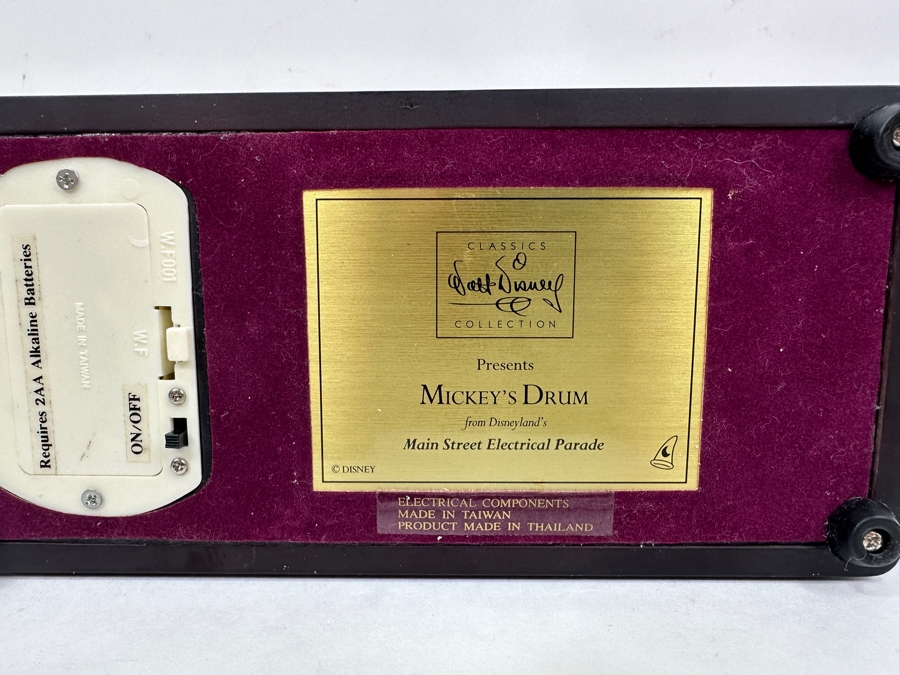 Requires 2AA Alkaline Batteries
MADE IN TAIWAN
W.F001
W.F
ON/OFF
CLASSICS
Walt Disney
COLLECTION
Presents
MICKEY'S DRUM
from Disneyland's
Main Street Electrical Parade
© DISNEY
ELECTRICAL COMPONENTS
MADE IN TAIWAN
PRODUCT MADE IN THAILAND